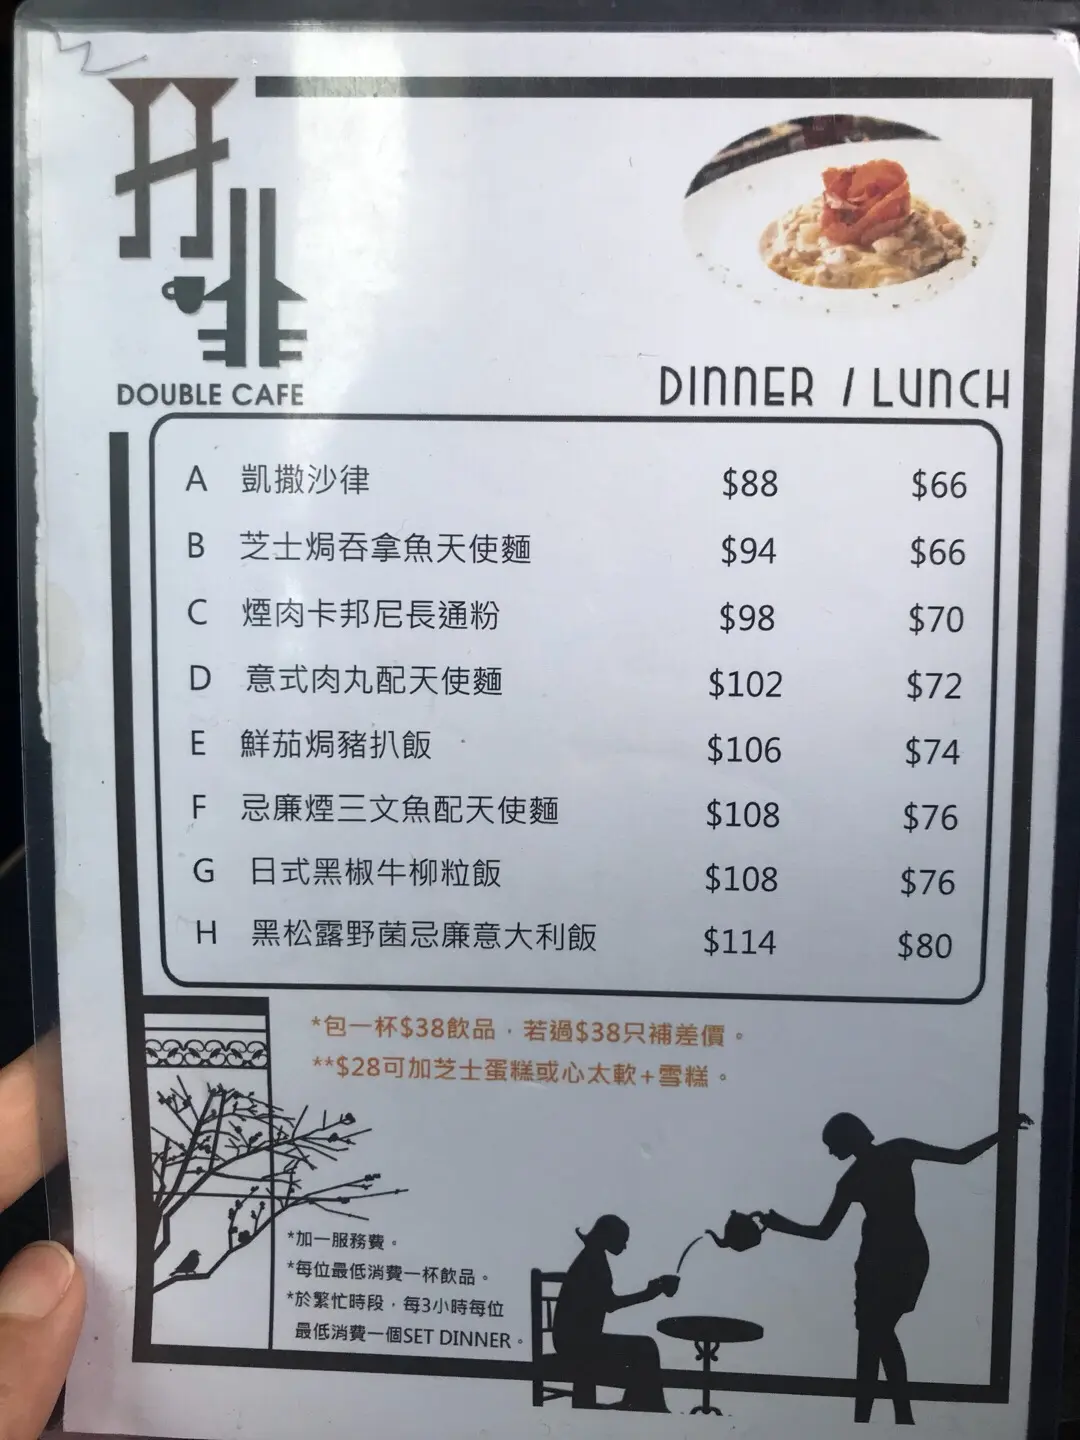 DOUBLE CAFE
DINNER / LUNCH
A 凱撒沙律 $88 $66
B 芝士焗吞拿魚天使麵 $94 $66
C 煙肉卡邦尼長通粉 $98 $70
D 意式肉丸配天使麵 $102 $72
E 鮮茄焗豬扒飯 $106 $74
F 忌廉煙三文魚配天使麵 $108 $76
G 日式黑椒牛柳粒飯 $108 $76
H 黑松露野菌忌廉意大利飯 $114 $80
*包一杯$38飲品，若過$38只補差價。
**$28可加芝士蛋糕或心太軟+雪糕。
*加一服務費。
*每位最低消費一杯飲品。
*於繁忙時段，每3小時每位
最低消費一個SET DINNER。